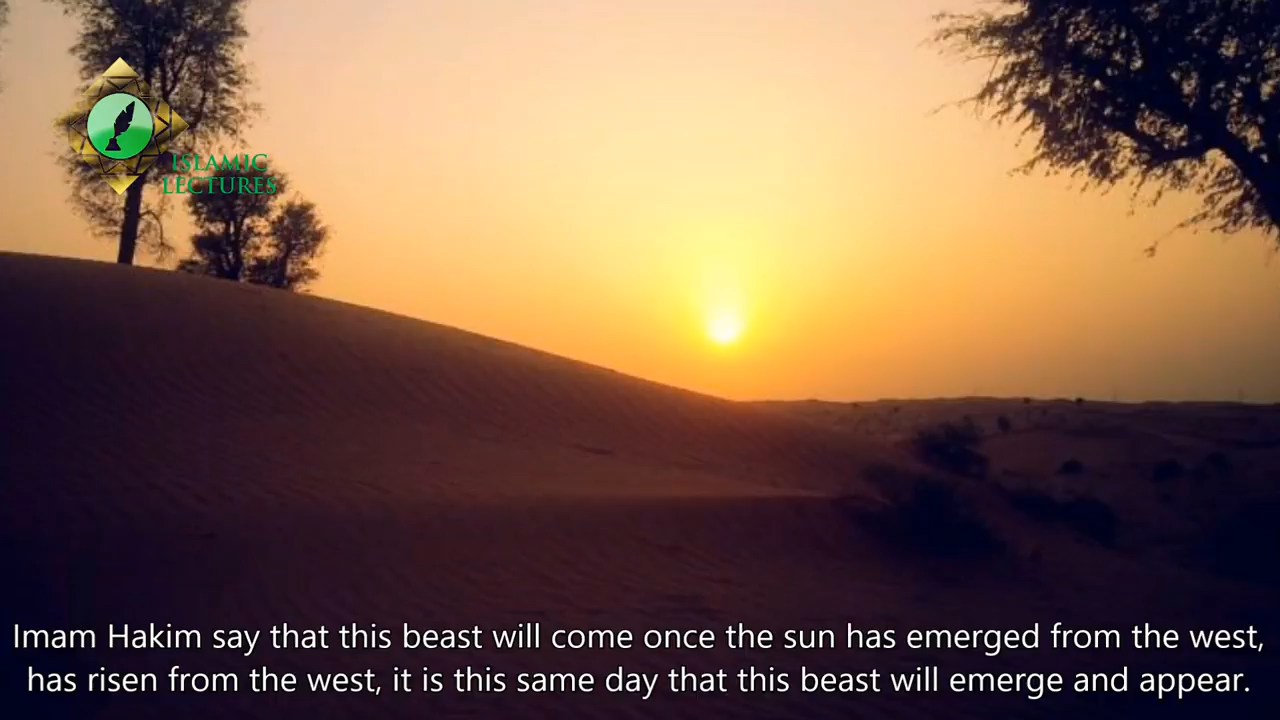 ISLAMIC
LECTURES
Imam Hakim say that this beast will come once the sun has emerged from the west,
has risen from the west, it is this same day that this beast will emerge and appear.